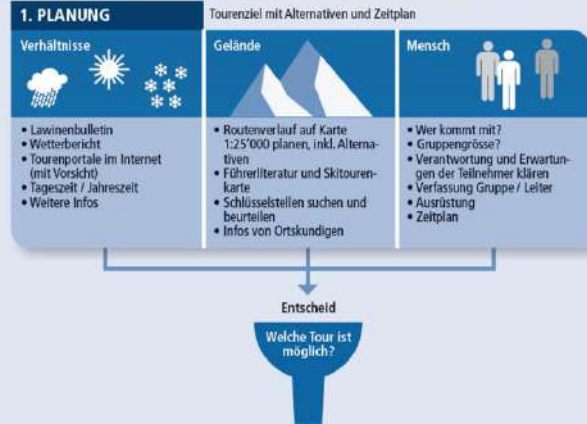 1. PLANUNG
Tourenziel mit Alternativen und Zeitplan
Verhältnisse
• Lawinenbulletin
• Wetterbericht
• Tourenportale im Internet
(mit Vorsicht)
• Tageszeit / Jahreszeit
• Weitere Infos
Gelände
• Routenverlauf auf Karte
1:25'000 planen, inkl. Alterna-
tiven
• Führerliteratur und Skitouren-
karte
• Schlüsselstellen suchen und
beurteilen
• Infos von Ortskundigen
Mensch
• Wer kommt mit?
• Gruppengrösse?
• Verantwortung und Erwartun-
gen der Teilnehmer klären
• Verfassung Gruppe / Leiter
• Ausrüstung
• Zeitplan
Entscheid
Welche Tour ist
möglich?